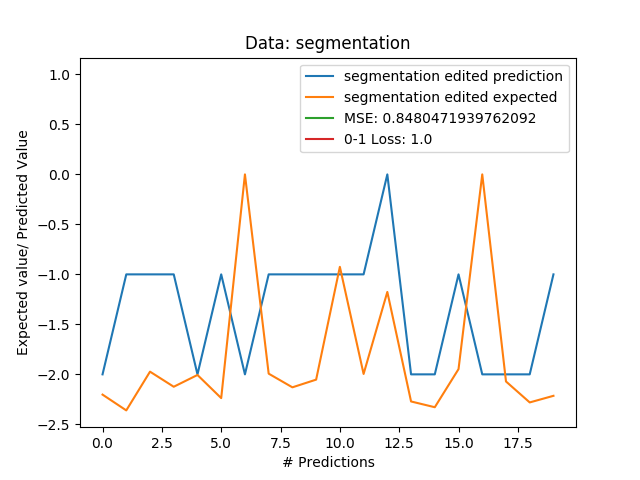 Data: segmentation
segmentation edited prediction
segmentation edited expected
MSE: 0.8480471939762092
0-1 Loss: 1.0
Expected value/ Predicted Value
1.0
0.5
0.0
−0.5
−1.0
−1.5
−2.0
−2.5
0.0 2.5 5.0 7.5 10.0 12.5 15.0 17.5
# Predictions